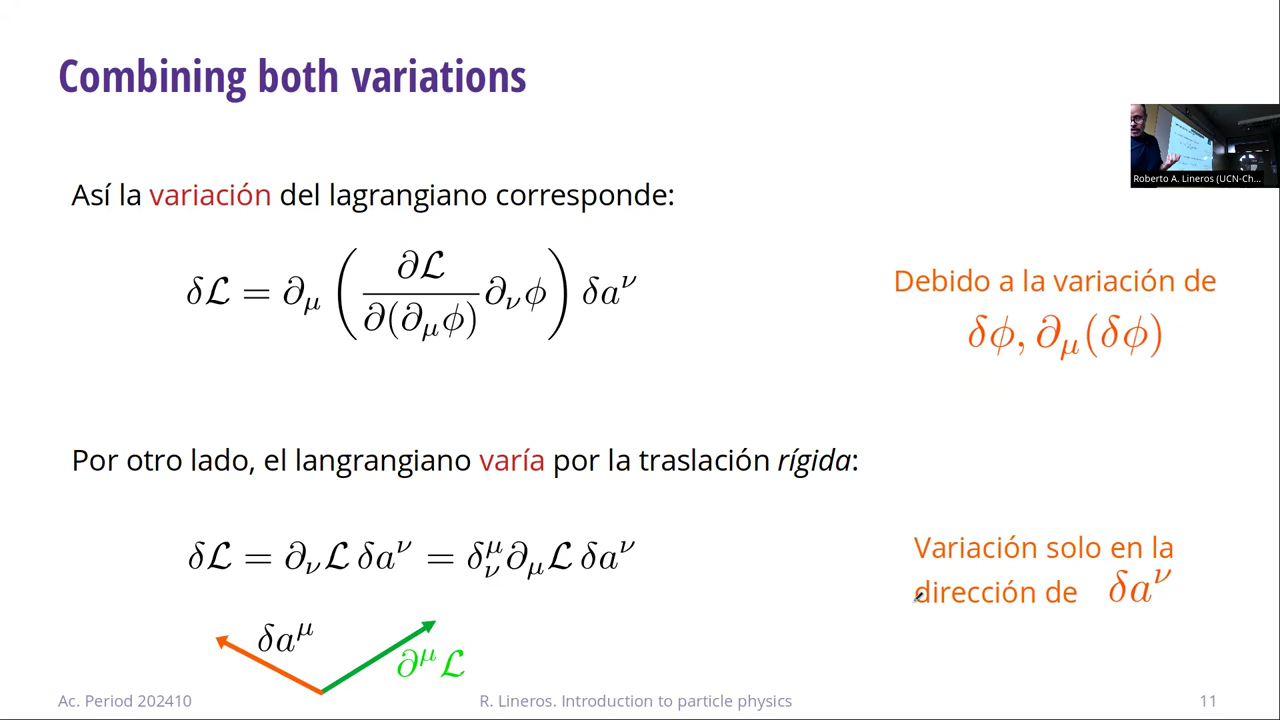 Combining both variations
Roberto A. Lineros (UCN-Ch...
Así la variación del lagrangiano corresponde:
δℒ = ∂_μ ( ∂ℒ / ∂(∂_μ φ) ∂_ν φ ) δa^ν
Debido a la variación de
δφ, ∂_μ(δφ)
Por otro lado, el langrangiano varía por la traslación rígida:
δℒ = ∂_ν ℒ δa^ν = δ^μ_ν ∂_μ ℒ δa^ν
Variación solo en la
dirección de δa^ν
δa^μ
∂^μ ℒ
Ac. Period 202410
R. Lineros. Introduction to particle physics
11